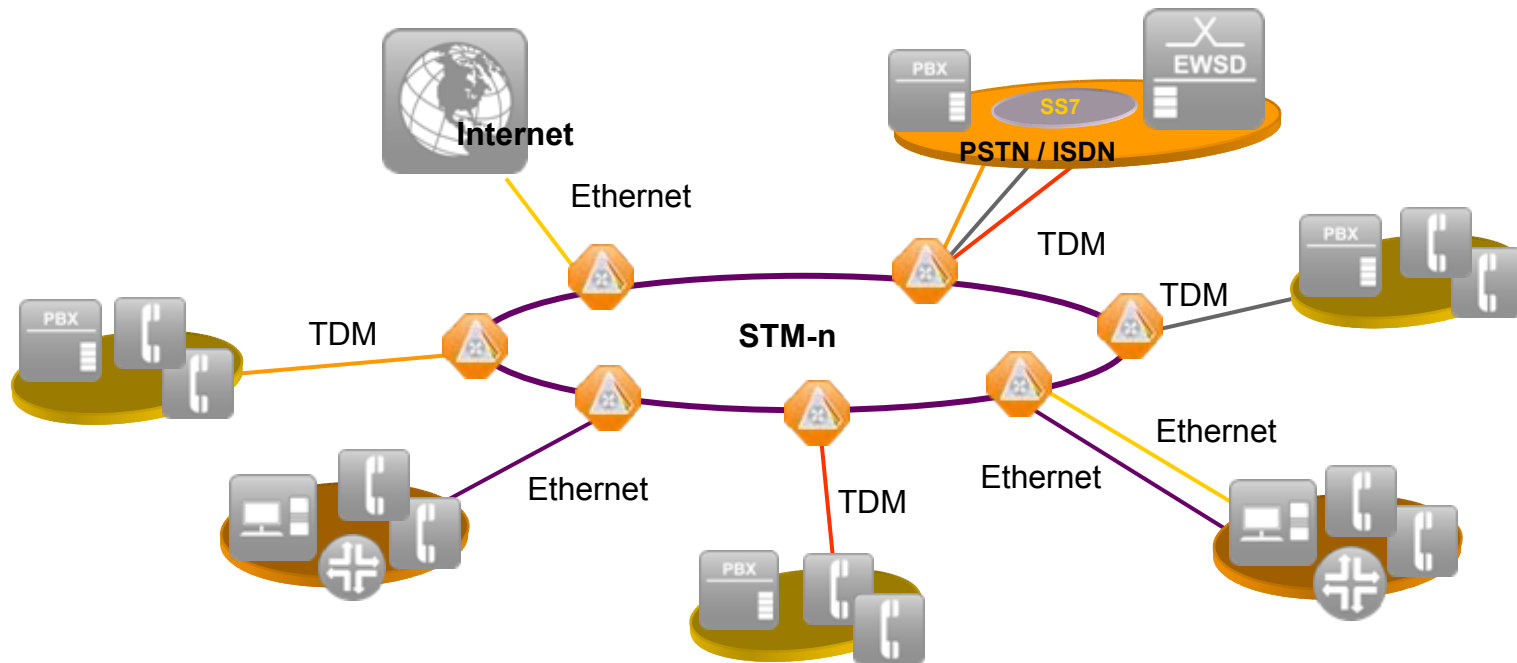 PBX
EWSD
SS7
Internet
PSTN / ISDN
Ethernet
TDM
PBX
TDM
PBX
TDM
STM-n
Ethernet
Ethernet
Ethernet
TDM
PBX